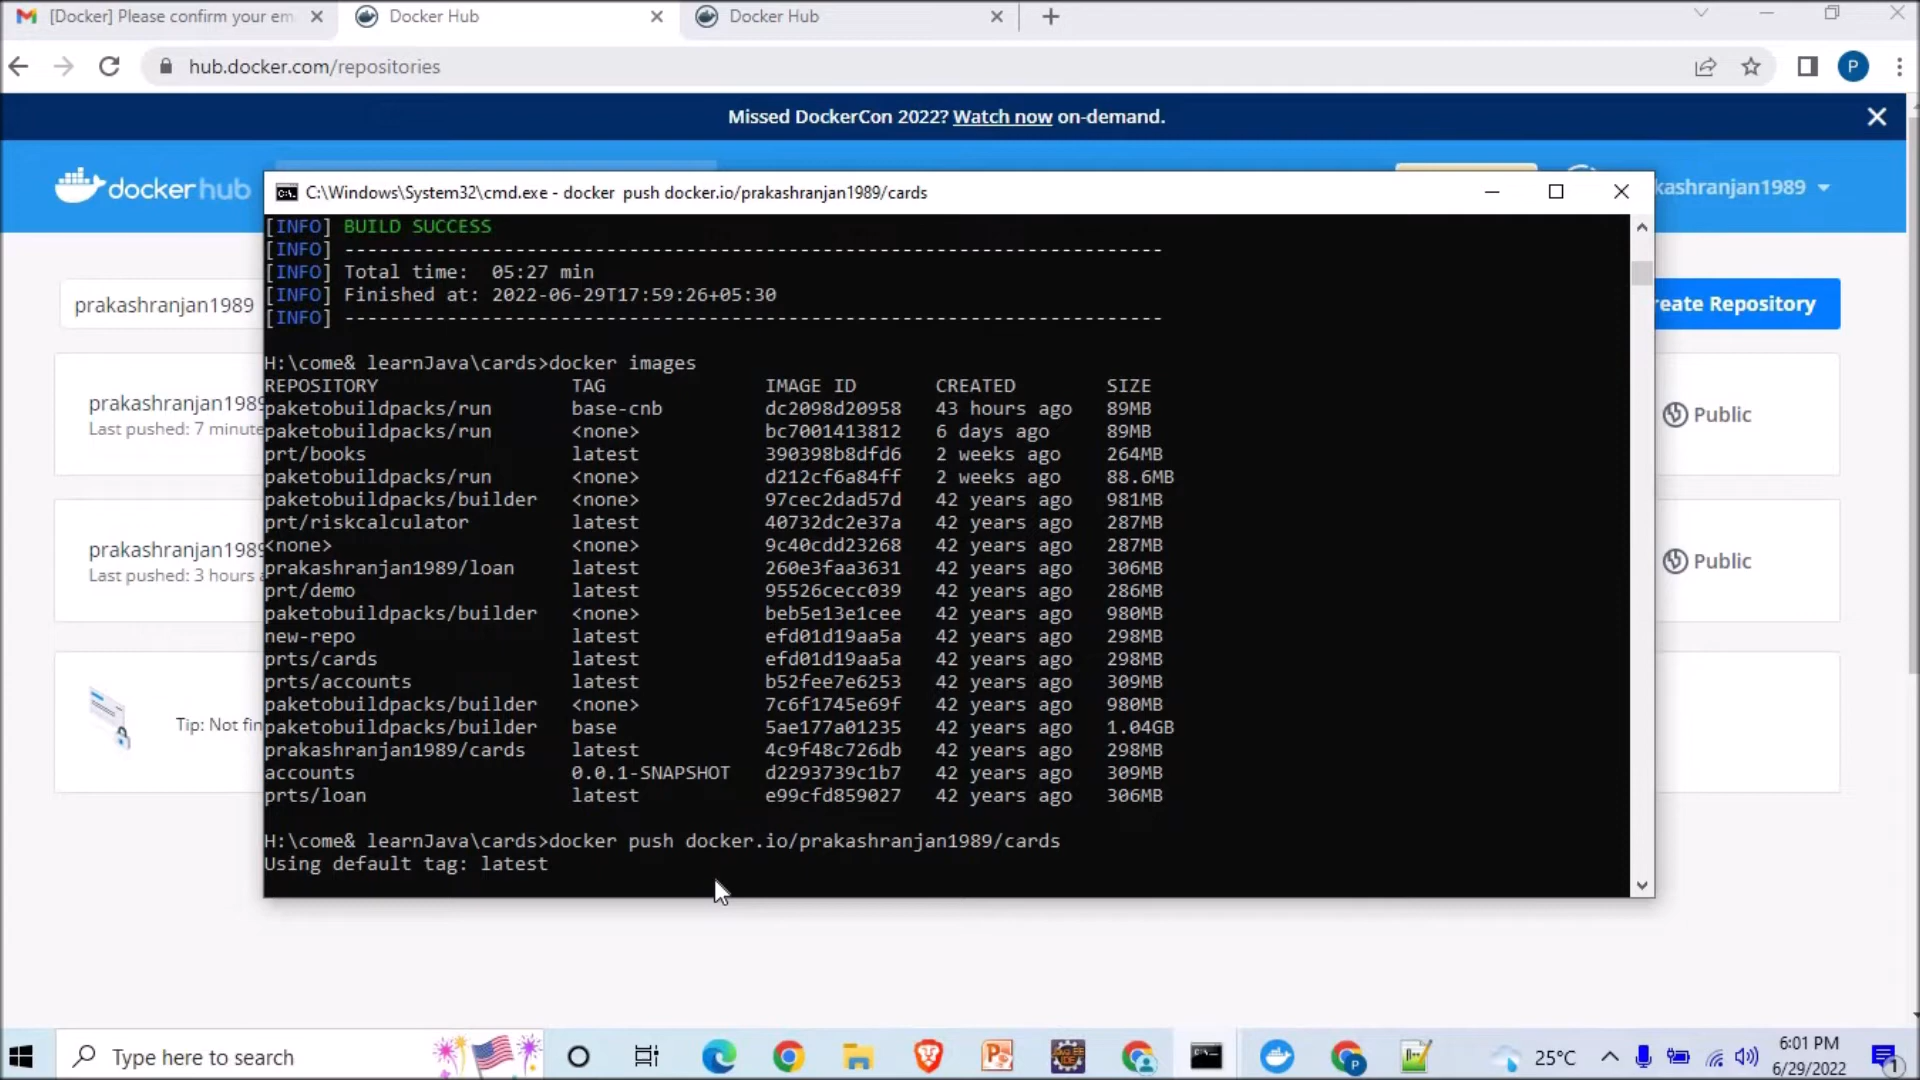 [Docker] Please confirm your em
Docker Hub
Docker Hub
hub.docker.com/repositories
P
Missed DockerCon 2022? Watch now on-demand.
docker hub
kashranjan1989
C:\Windows\System32\cmd.exe - docker push docker.io/prakashranjan1989/cards
prakashranjan1989
reate Repository
prakashranjan1989
Last pushed: 7 minute
Public
prakashranjan1989
Last pushed: 3 hours a
Public
Tip: Not fin
[INFO] BUILD SUCCESS
[INFO] ------------------------------------------------------------------------
[INFO] Total time:  05:27 min
[INFO] Finished at: 2022-06-29T17:59:26+05:30
[INFO] ------------------------------------------------------------------------
H:\come& learnJava\cards>docker images
REPOSITORY TAG IMAGE ID CREATED SIZE
paketobuildpacks/run base-cnb dc2098d20958 43 hours ago 89MB
paketobuildpacks/run <none> bc7001413812 6 days ago 89MB
prt/books latest 390398b8dfd6 2 weeks ago 264MB
paketobuildpacks/run <none> d212cf6a84ff 2 weeks ago 88.6MB
paketobuildpacks/builder <none> 97cec2dad57d 42 years ago 981MB
prt/riskcalculator latest 40732dc2e37a 42 years ago 287MB
<none> <none> 9c40cdd23268 42 years ago 287MB
prakashranjan1989/loan latest 260e3faa3631 42 years ago 306MB
prt/demo latest 95526cecc039 42 years ago 286MB
paketobuildpacks/builder <none> beb5e13e1cee 42 years ago 980MB
new-repo latest efd01d19aa5a 42 years ago 298MB
prts/cards latest efd01d19aa5a 42 years ago 298MB
prts/accounts latest b52fee7e6253 42 years ago 309MB
paketobuildpacks/builder <none> 7c6f1745e69f 42 years ago 980MB
paketobuildpacks/builder base 5ae177a01235 42 years ago 1.04GB
prakashranjan1989/cards latest 4c9f48c726db 42 years ago 298MB
accounts 0.0.1-SNAPSHOT d2293739c1b7 42 years ago 309MB
prts/loan latest e99cfd859027 42 years ago 306MB
H:\come& learnJava\cards>docker push docker.io/prakashranjan1989/cards
Using default tag: latest
Type here to search
25°C
6:01 PM
6/29/2022
1